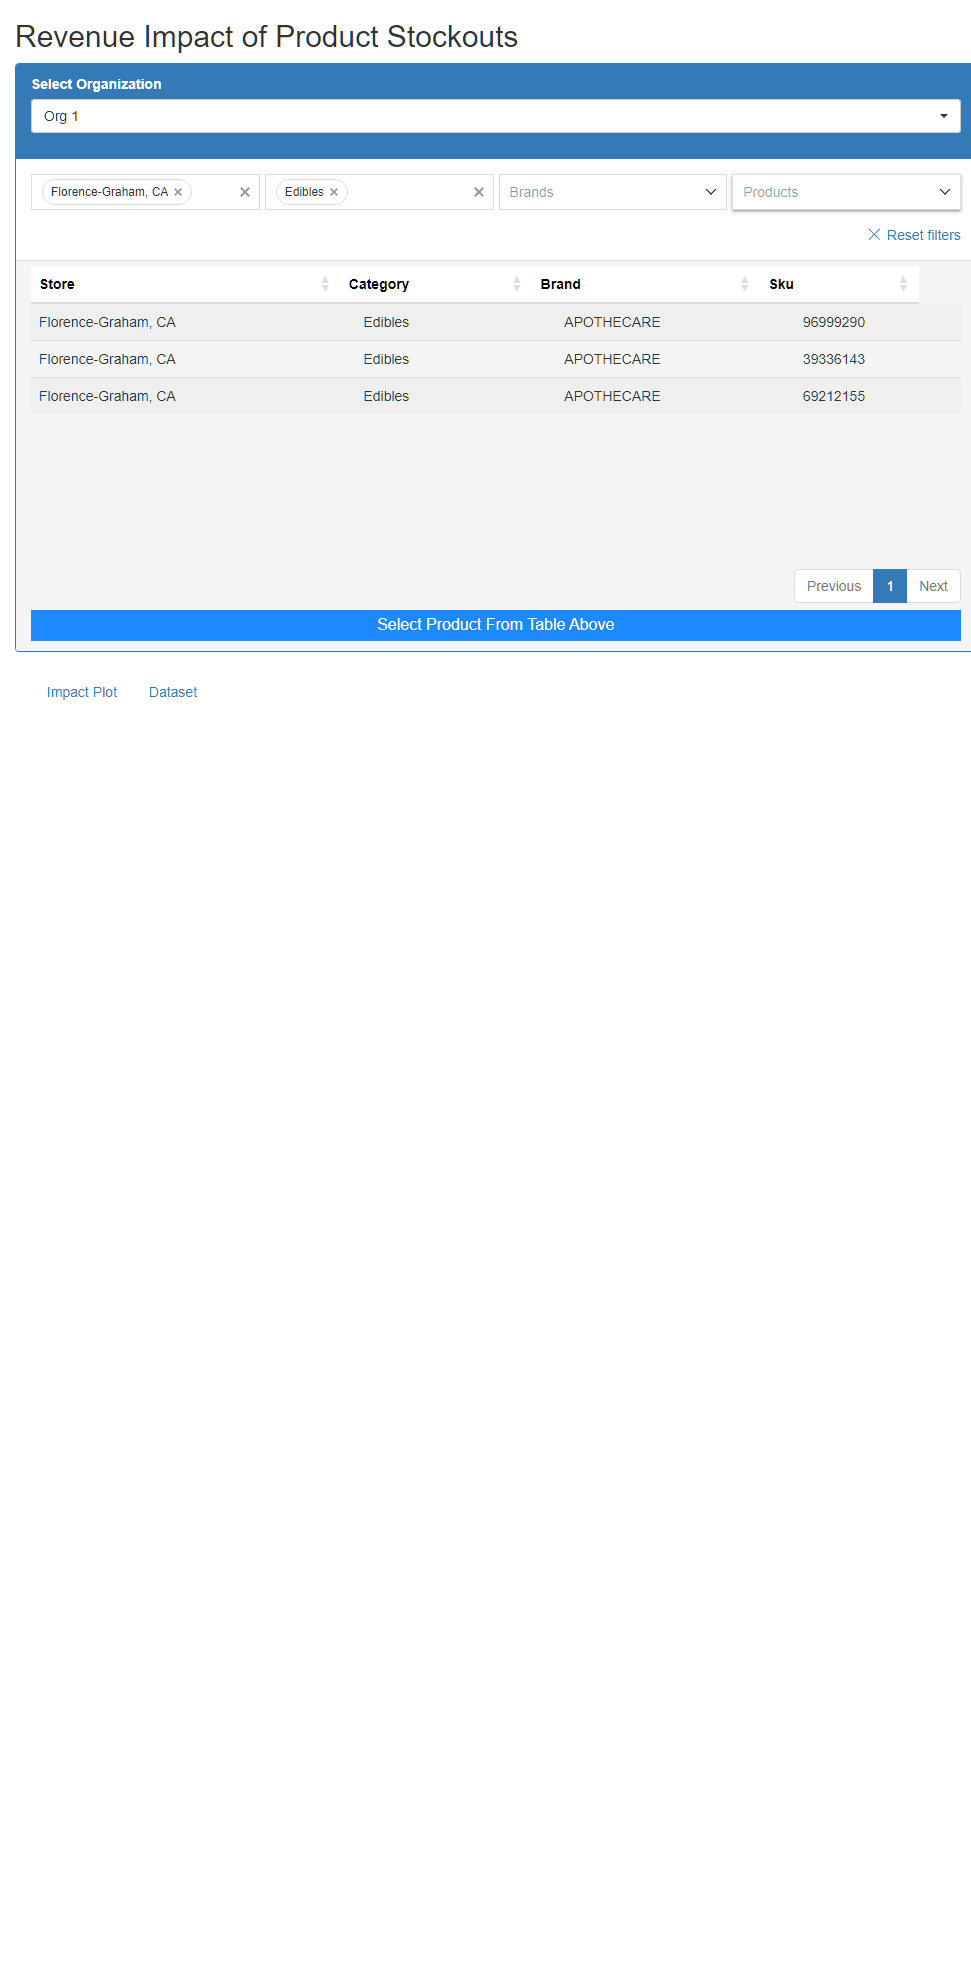 Revenue Impact of Product Stockouts
Select Organization
Org 1
Florence-Graham, CA × × Edibles × × Brands Products
Reset filters
Store Category Brand Sku
Florence-Graham, CA Edibles APOTHECARE 96999290
Florence-Graham, CA Edibles APOTHECARE 39336143
Florence-Graham, CA Edibles APOTHECARE 69212155
Previous 1 Next
Select Product From Table Above
Impact Plot Dataset